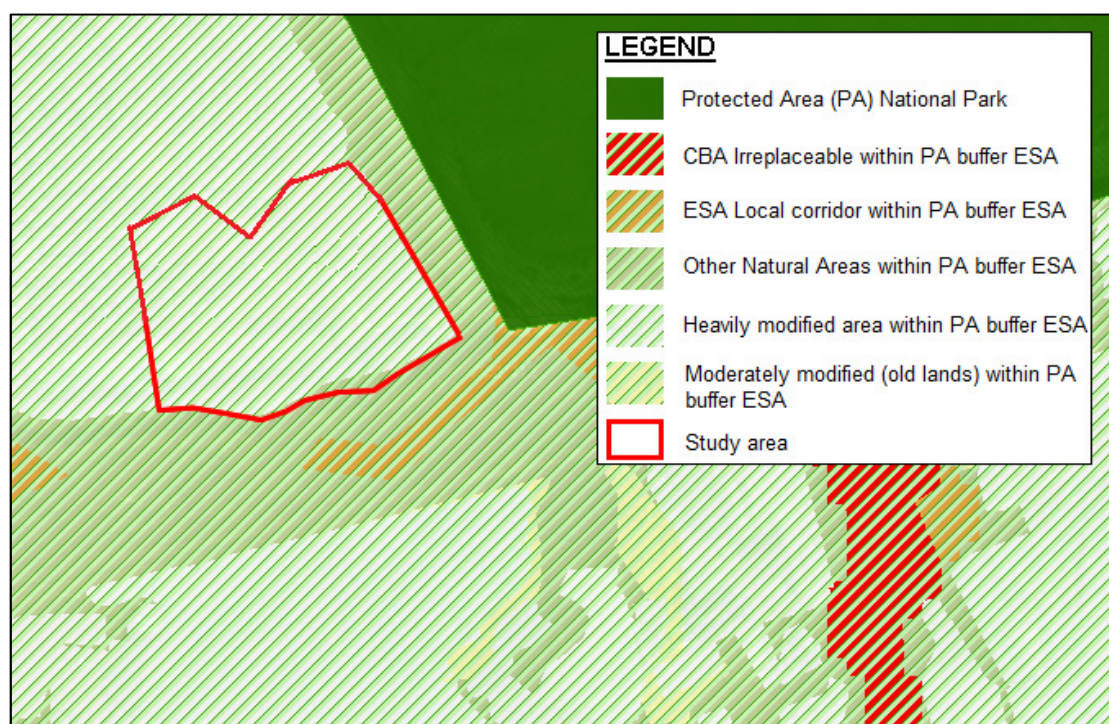 LEGEND
Protected Area (PA) National Park
CBA Irreplaceable within PA buffer ESA
ESA Local corridor within PA buffer ESA
Other Natural Areas within PA buffer ESA
Heavily modified area within PA buffer ESA
Moderately modified (old lands) within PA
buffer ESA
Study area